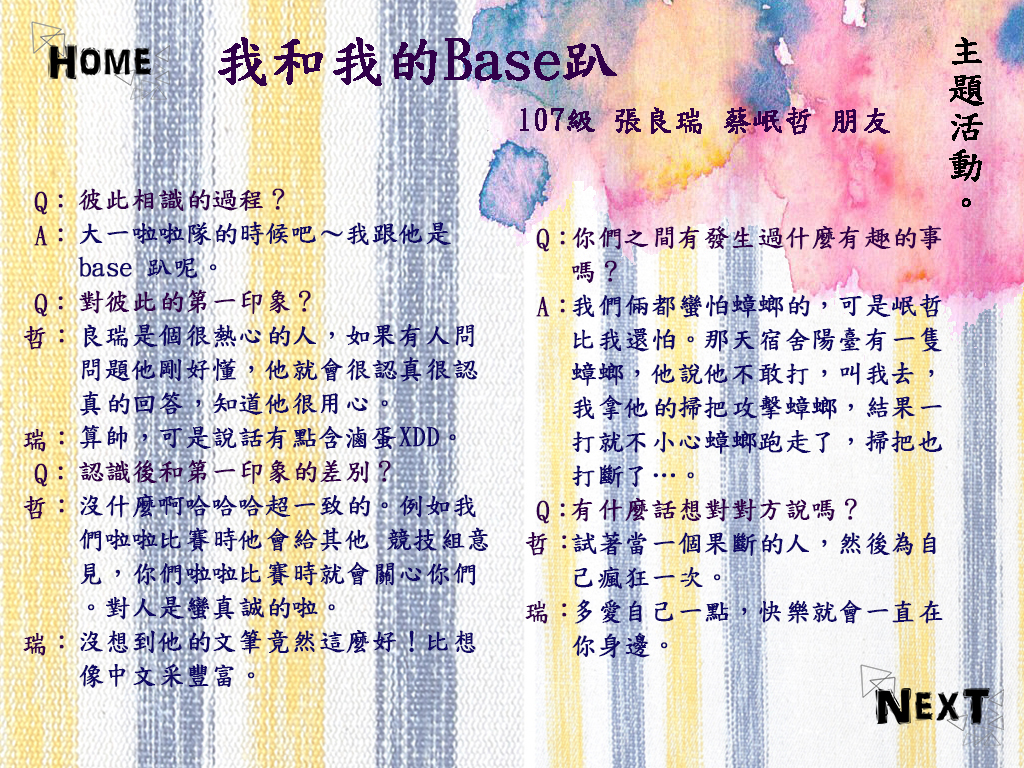 HOME
我和我的Base趴
107級 張良瑞 蔡岷哲 朋友
主題活動。
Q：彼此相識的過程？
A：大一啦啦隊的時候吧～我跟他是
base 趴呢。
Q：對彼此的第一印象？
哲：良瑞是個很熱心的人，如果有人問
問題他剛好懂，他就會很認真很認
真的回答，知道他很用心。
瑞：算帥，可是說話有點含滷蛋XDD。
Q：認識後和第一印象的差別？
哲：沒什麼啊哈哈哈超一致的。例如我
們啦啦比賽時他會給其他 競技組意
見，你們啦啦比賽時就會關心你們
。對人是蠻真誠的啦。
瑞：沒想到他的文筆竟然這麼好！比想
像中文采豐富。
Q：你們之間有發生過什麼有趣的事
嗎？
A：我們倆都蠻怕蟑螂的，可是岷哲
比我還怕。那天宿舍陽臺有一隻
蟑螂，他說他不敢打，叫我去，
我拿他的掃把攻擊蟑螂，結果一
打就不小心蟑螂跑走了，掃把也
打斷了…。
Q：有什麼話想對對方說嗎？
哲：試著當一個果斷的人，然後為自
己瘋狂一次。
瑞：多愛自己一點，快樂就會一直在
你身邊。
NEXT